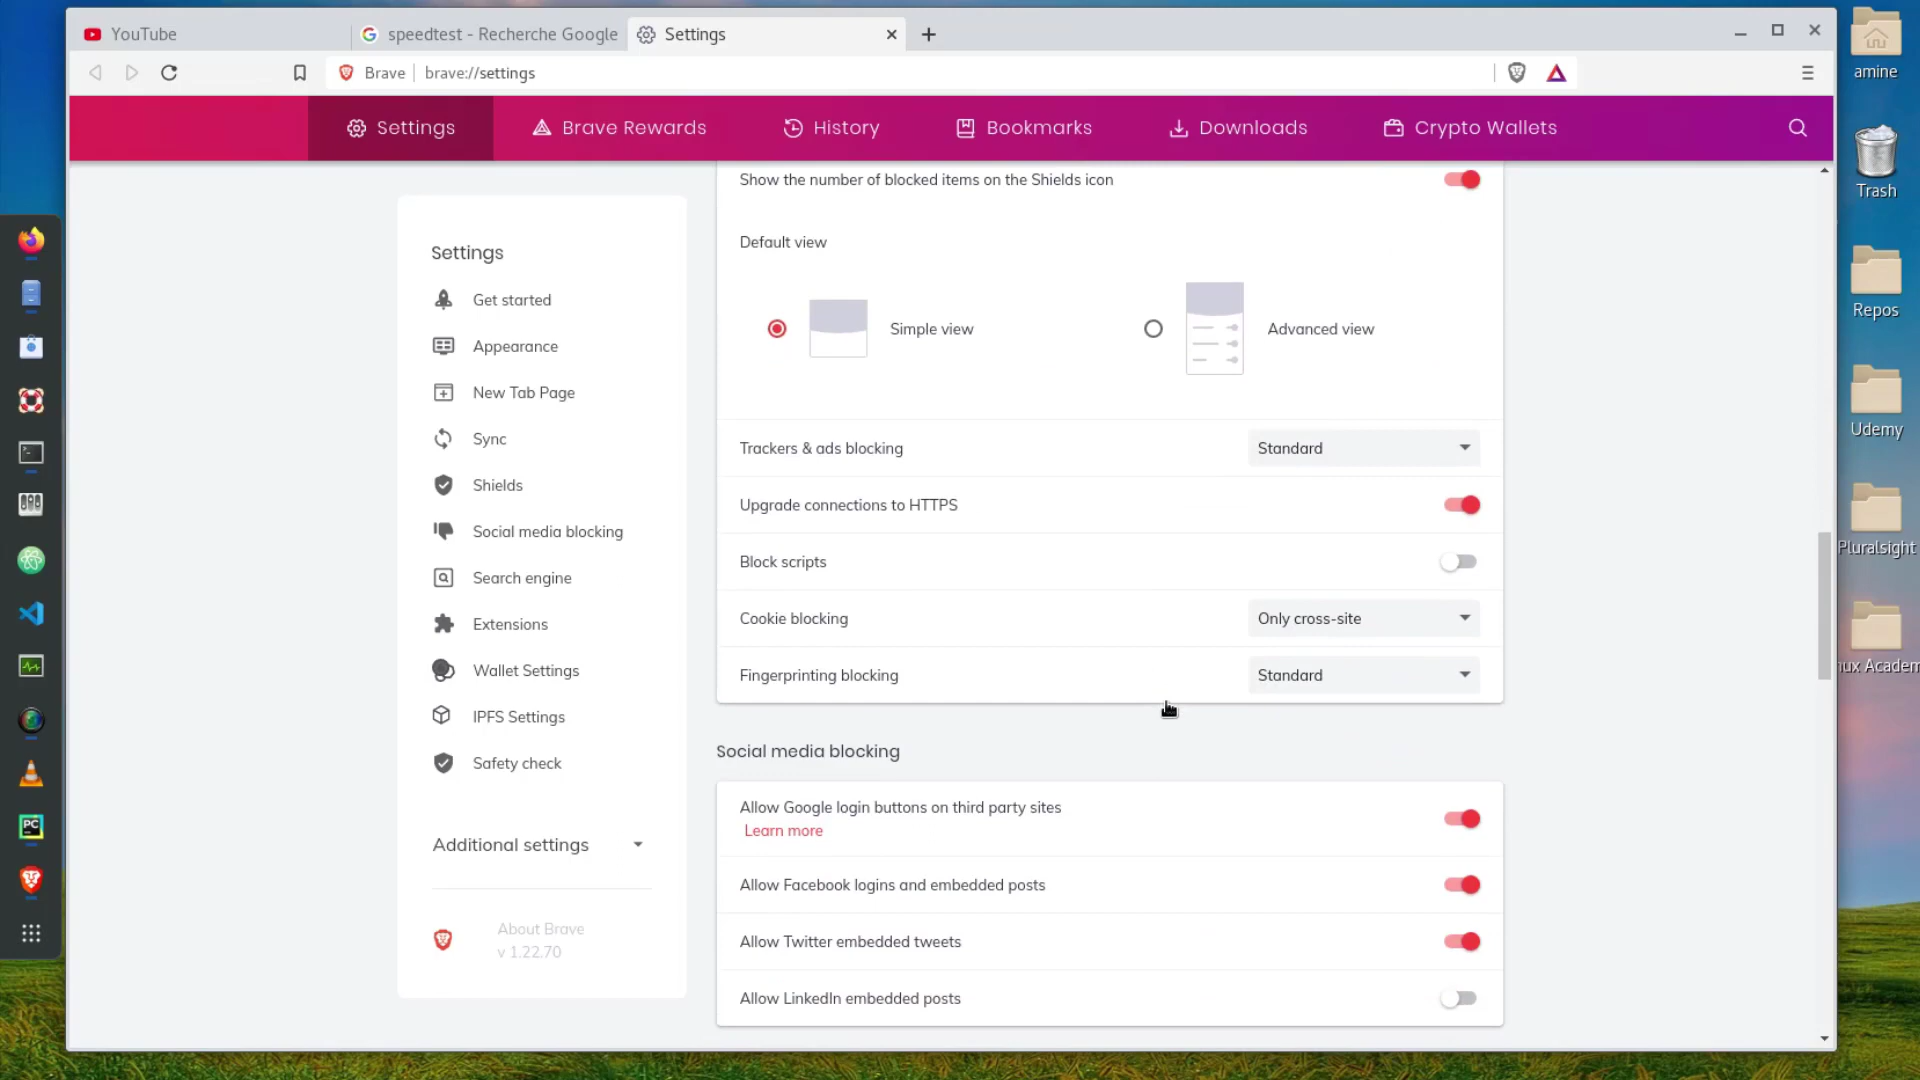 YouTube
speedtest - Recherche Google
Settings
Brave
brave://settings
Settings
Brave Rewards
History
Bookmarks
Downloads
Crypto Wallets
Settings
Get started
Appearance
New Tab Page
Sync
Shields
Social media blocking
Search engine
Extensions
Wallet Settings
IPFS Settings
Safety check
Additional settings
About Brave
v 1.22.70
Show the number of blocked items on the Shields icon
Default view
Simple view
Advanced view
Trackers & ads blocking
Standard
Upgrade connections to HTTPS
Block scripts
Cookie blocking
Only cross-site
Fingerprinting blocking
Standard
Social media blocking
Allow Google login buttons on third party sites
Learn more
Allow Facebook logins and embedded posts
Allow Twitter embedded tweets
Allow LinkedIn embedded posts
amine
Trash
Repos
Udemy
Pluralsight
ux Academ
PC